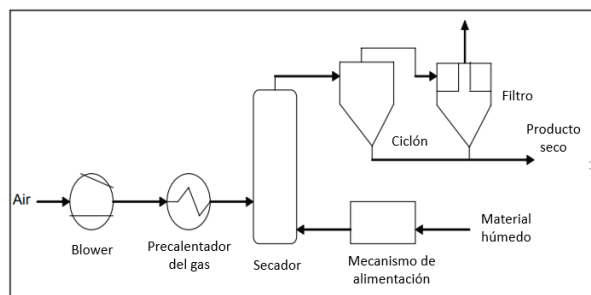 Filtro
Ciclón
Producto
seco
Air
Blower
Precalentador
del gas
Secador
Mecanismo de
alimentación
Material
húmedo